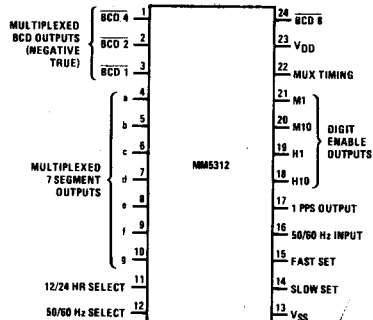 MULTIPLEXED
BCD OUTPUTS
(NEGATIVE
TRUE)
BCD 4 1
BCD 2 2
BCD 1 3
MULTIPLEXED
7 SEGMENT
OUTPUTS
a 4
b 5
c 6
d 7
e 8
f 9
g 10
12/24 HR SELECT 11
50/60 Hz SELECT 12
MM5312
24 BCD 8
23 VDD
22 MUX TIMING
21 M1
20 M10
19 H1
18 H10
DIGIT
ENABLE
OUTPUTS
17 1 PPS OUTPUT
16 50/60 Hz INPUT
15 FAST SET
14 SLOW SET
13 VSS